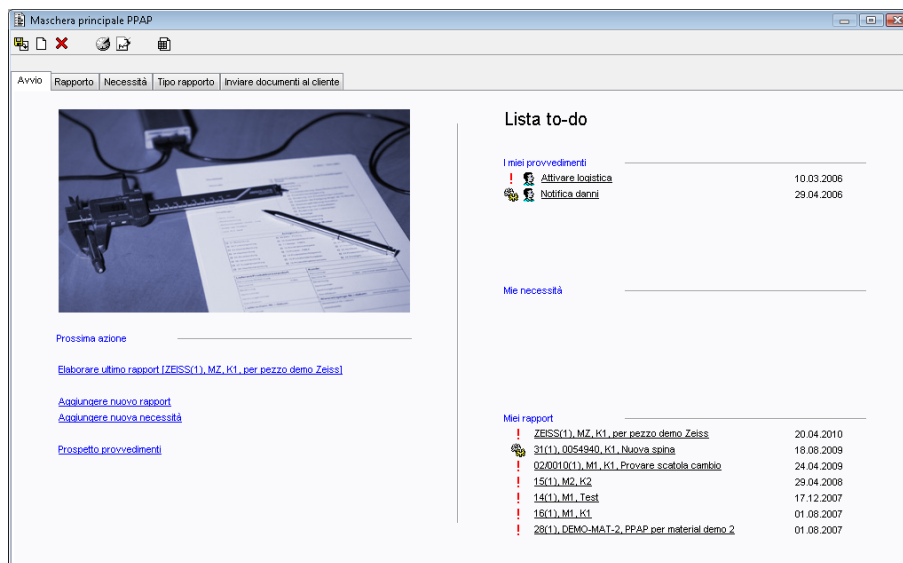 Maschera principale PPAP
Avvio Rapporto Necessità Tipo rapporto Inviare documenti al cliente
Lista to-do
I miei provvedimenti
Attivare logistica 10.03.2006
Notifica danni 29.04.2006
Mie necessità
Prossima azione
Elaborare ultimo rapport [ZEISS(1), MZ, K1, per pezzo demo Zeiss]
Aggiungere nuovo rapport
Aggiungere nuova necessità
Prospetto provvedimenti
Miei rapport
ZEISS(1), MZ, K1, per pezzo demo Zeiss 20.04.2010
31(1), 0054940, K1, Nuova spina 18.08.2009
02/0010(1), M1, K1, Provare scatola cambio 24.04.2009
15(1), M2, K2 29.04.2008
14(1), M1, Test 17.12.2007
16(1), M1, K1 01.08.2007
28(1), DEMO-MAT-2, PPAP per material demo 2 01.08.2007